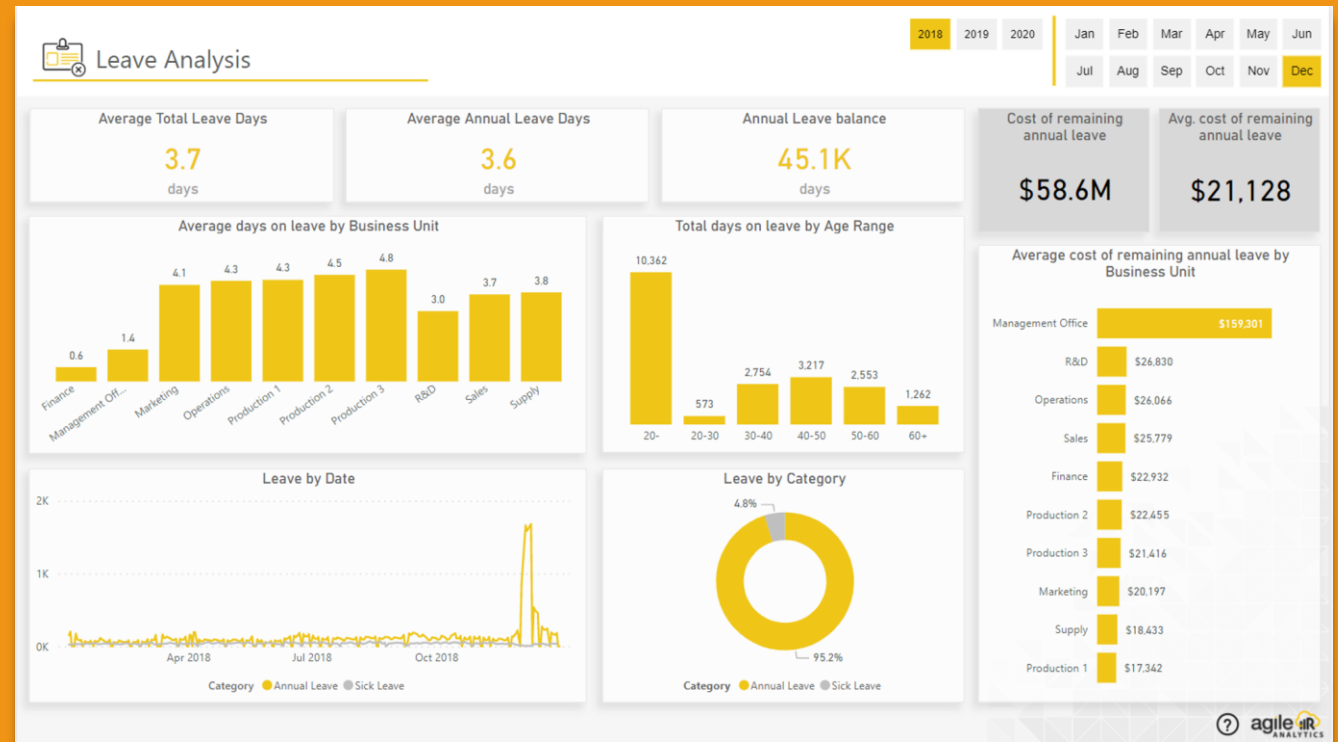 Leave Analysis
2018 2019 2020
Jan Feb Mar Apr May Jun
Jul Aug Sep Oct Nov Dec
Average Total Leave Days
3.7
days
Average Annual Leave Days
3.6
days
Annual Leave balance
45.1K
days
Cost of remaining
annual leave
$58.6M
Avg. cost of remaining
annual leave
$21,128
Average days on leave by Business Unit
0.6 1.4 4.1 4.3 4.3 4.5 4.8 3.0 3.7 3.8
Finance Management Off... Marketing Operations Production 1 Production 2 Production 3 R&D Sales Supply
Total days on leave by Age Range
10,362 573 2,754 3,217 2,553 1,262
20- 20-30 30-40 40-50 50-60 60+
Average cost of remaining annual leave by
Business Unit
Management Office $159,301
R&D $26,830
Operations $26,066
Sales $25,779
Finance $22,932
Production 2 $22,455
Production 3 $21,416
Marketing $20,197
Supply $18,433
Production 1 $17,342
Leave by Date
2K
1K
0K
Apr 2018 Jul 2018 Oct 2018
Category Annual Leave Sick Leave
Leave by Category
4.8%
95.2%
Category Annual Leave Sick Leave
? agile
ANALYTICS